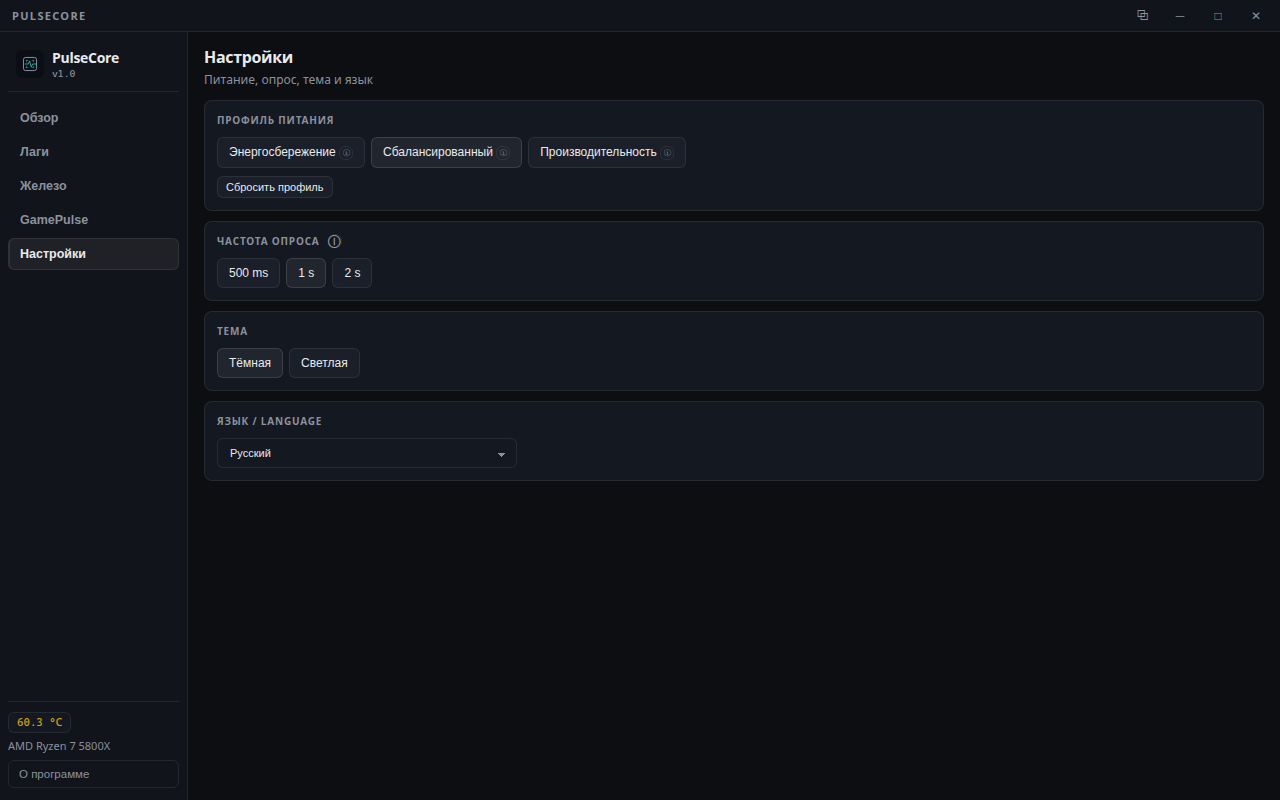 PULSECORE
PulseCore
v1.0
Обзор
Лаги
Железо
GamePulse
Настройки
60.3 °C
AMD Ryzen 7 5800X
О программе
Настройки
Питание, опрос, тема и язык
ПРОФИЛЬ ПИТАНИЯ
Энергосбережение Сбалансированный Производительность
Сбросить профиль
ЧАСТОТА ОПРОСА
500 ms 1 s 2 s
ТЕМА
Тёмная Светлая
ЯЗЫК / LANGUAGE
Русский